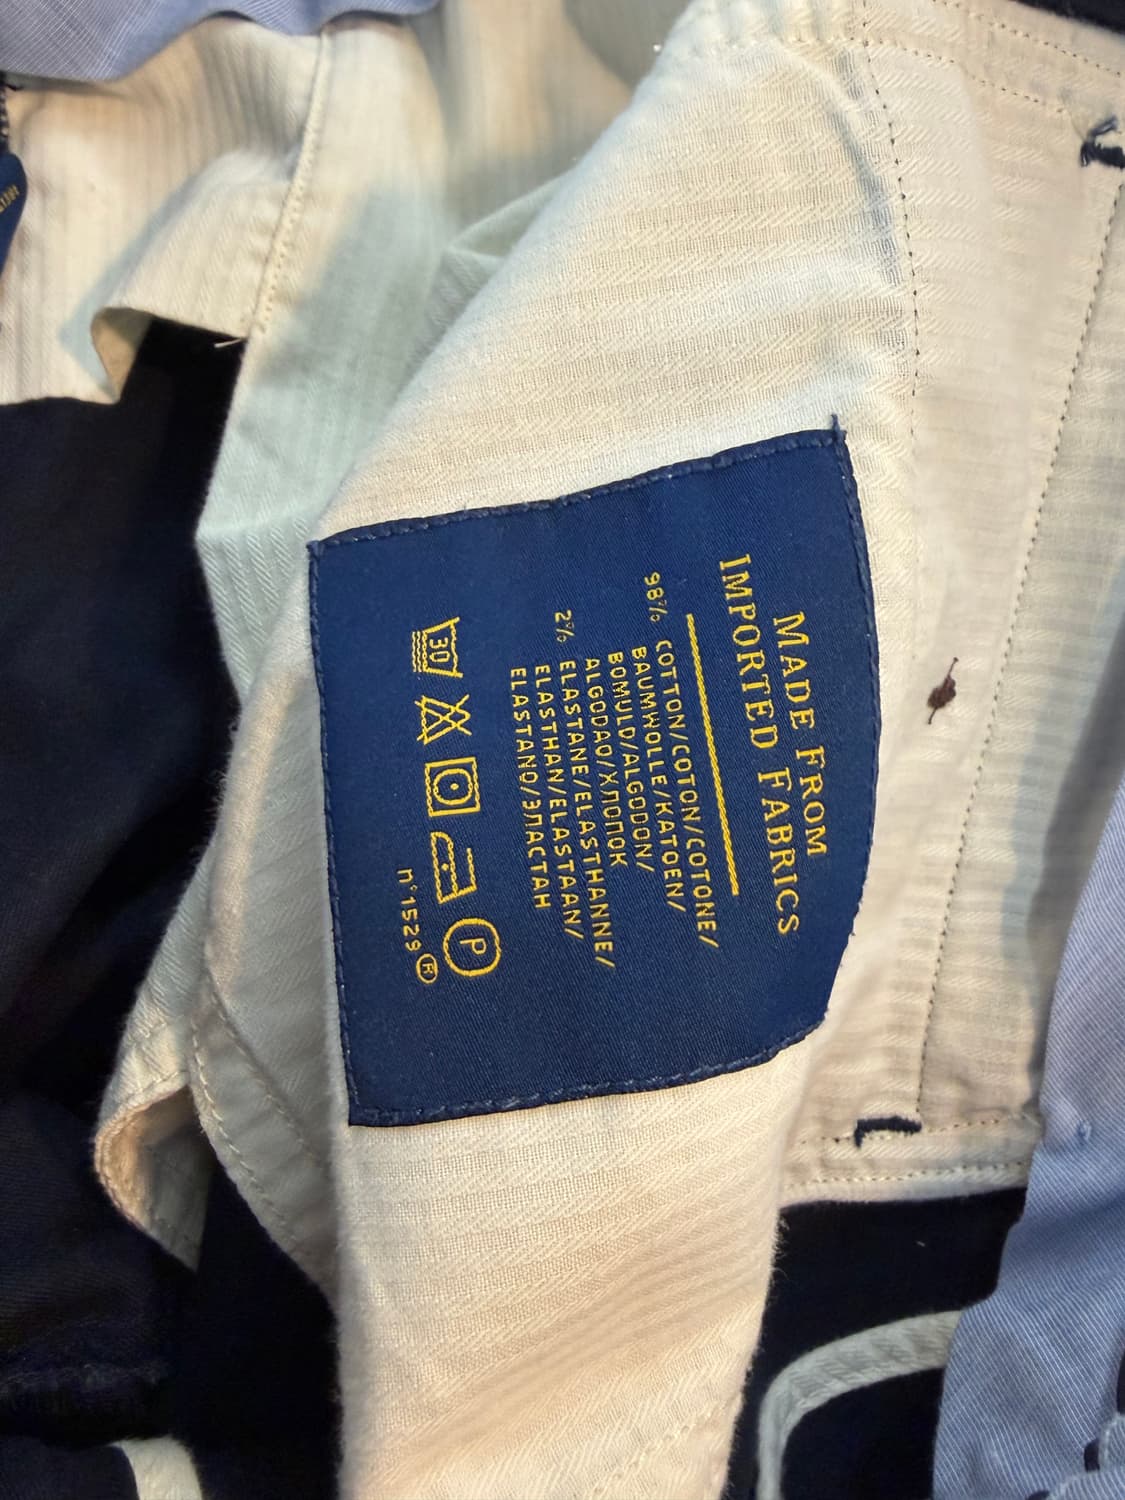 MADE FROM
IMPORTED FABRICS
98% COTTON/COTON/COTONE/
BAUMWOLLE/KATOEN/
BOMULD/ALGODON/
ALGODAO/ХЛОПОК
2% ELASTANE/ELASTHANNE/
ELASTHAN/ELASTAAN/
ELASTANO/ЭЛАСТАН
30
P
n°1529 ®